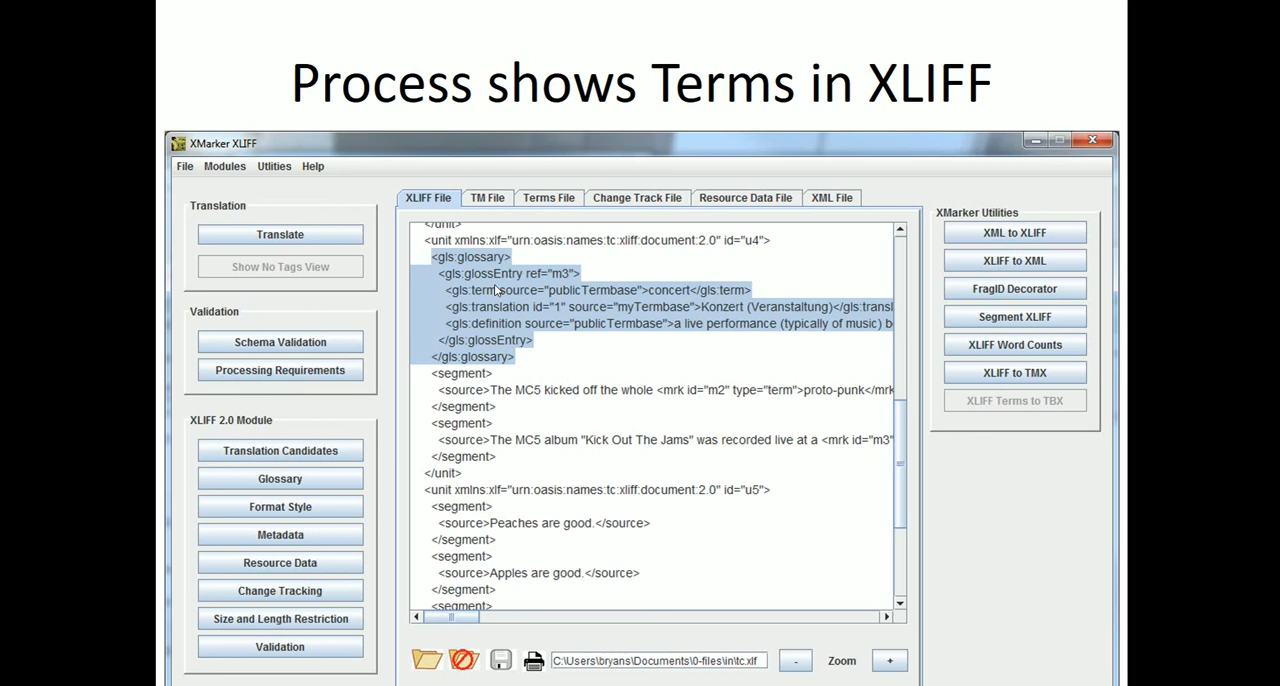 Process shows Terms in XLIFF
XMarker XLIFF
File Modules Utilities Help
Translation
Translate
Show No Tags View
Validation
Schema Validation
Processing Requirements
XLIFF 2.0 Module
Translation Candidates
Glossary
Format Style
Metadata
Resource Data
Change Tracking
Size and Length Restriction
Validation
XLIFF File TM File Terms File Change Track File Resource Data File XML File
</unit>
<unit xmlns:xlf="urn:oasis:names:tc:xliff:document:2.0" id="u4">
<gls:glossary>
<gls:glossEntry ref="m3">
<gls:term source="publicTermbase">concert</gls:term>
<gls:translation id="1" source="myTermbase">Konzert (Veranstaltung)</gls:transl
<gls:definition source="publicTermbase">a live performance (typically of music) b
</gls:glossEntry>
</gls:glossary>
<segment>
<source>The MC5 kicked off the whole <mrk id="m2" type="term">proto-punk</mrk
</segment>
<segment>
<source>The MC5 album "Kick Out The Jams" was recorded live at a <mrk id="m3"
</segment>
</unit>
<unit xmlns:xlf="urn:oasis:names:tc:xliff:document:2.0" id="u5">
<segment>
<source>Peaches are good.</source>
</segment>
<segment>
<source>Apples are good.</source>
</segment>
<segment>
C:\Users\bryans\Documents\0-files\in\tc.xlf
- Zoom +
XMarker Utilities
XML to XLIFF
XLIFF to XML
FragID Decorator
Segment XLIFF
XLIFF Word Counts
XLIFF to TMX
XLIFF Terms to TBX